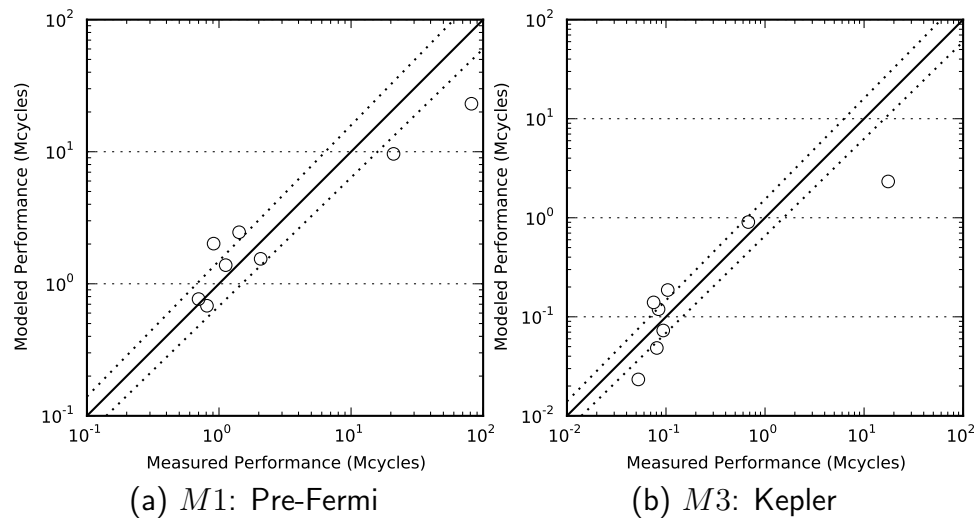 10^2
10^1
10^0
10^-1
10^-1 10^0 10^1 10^2
Modeled Performance (Mcycles)
Measured Performance (Mcycles)
(a) M1: Pre-Fermi
10^2
10^1
10^0
10^-1
10^-2
10^-2 10^-1 10^0 10^1 10^2
Modeled Performance (Mcycles)
Measured Performance (Mcycles)
(b) M3: Kepler